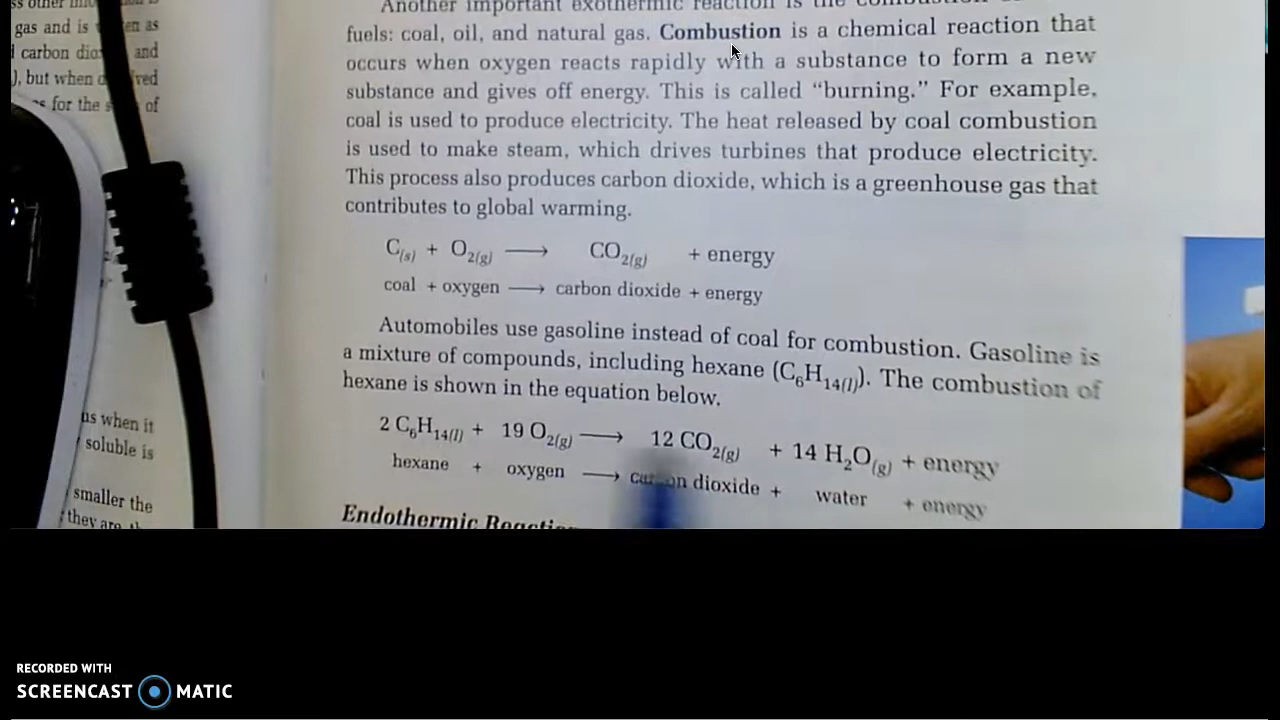 gas and is
en as
carbon
and
), but when
ved
for the
of
us when it
soluble is
smaller the
they are
Another important exothermic reaction is the combustion
fuels: coal, oil, and natural gas. Combustion is a chemical reaction that
occurs when oxygen reacts rapidly with a substance to form a new
substance and gives off energy. This is called “burning.” For example,
coal is used to produce electricity. The heat released by coal combustion
is used to make steam, which drives turbines that produce electricity.
This process also produces carbon dioxide, which is a greenhouse gas that
contributes to global warming.
C(s) + O2(g) ⟶ CO2(g) + energy
coal + oxygen ⟶ carbon dioxide + energy
Automobiles use gasoline instead of coal for combustion. Gasoline is
a mixture of compounds, including hexane (C6H14(l)). The combustion of
hexane is shown in the equation below.
2 C6H14(l) + 19 O2(g) ⟶ 12 CO2(g) + 14 H2O(g) + energy
hexane + oxygen ⟶ carbon dioxide + water + energy
Endothermic
RECORDED WITH
SCREENCAST MATIC